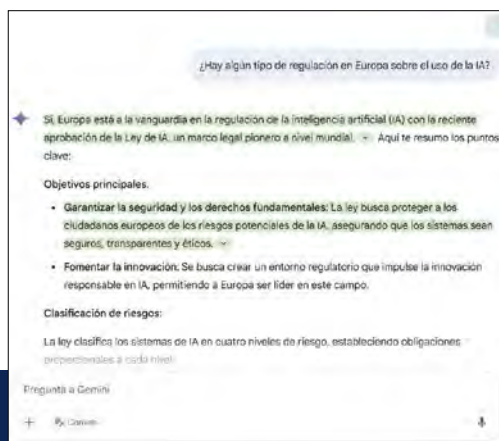 ¿Hay algún tipo de regulación en Europa sobre el uso de la IA?
Sí, Europa está a la vanguardia en la regulación de la inteligencia artificial (IA) con la reciente
aprobación de la Ley de IA, un marco legal pionero a nivel mundial. Aquí te resumo los puntos
clave:
Objetivos principales:
• Garantizar la seguridad y los derechos fundamentales: La ley busca proteger a los
ciudadanos europeos de los riesgos potenciales de la IA, asegurando que los sistemas sean
seguros, transparentes y éticos.
• Fomentar la innovación: Se busca crear un entorno regulatorio que impulse la innovación
responsable en IA, permitiendo a Europa ser líder en este campo.
Clasificación de riesgos:
La ley clasifica los sistemas de IA en cuatro niveles de riesgo, estableciendo obligaciones
proporcionales a cada nivel:
Pregunta a Gemini
+ Canvas